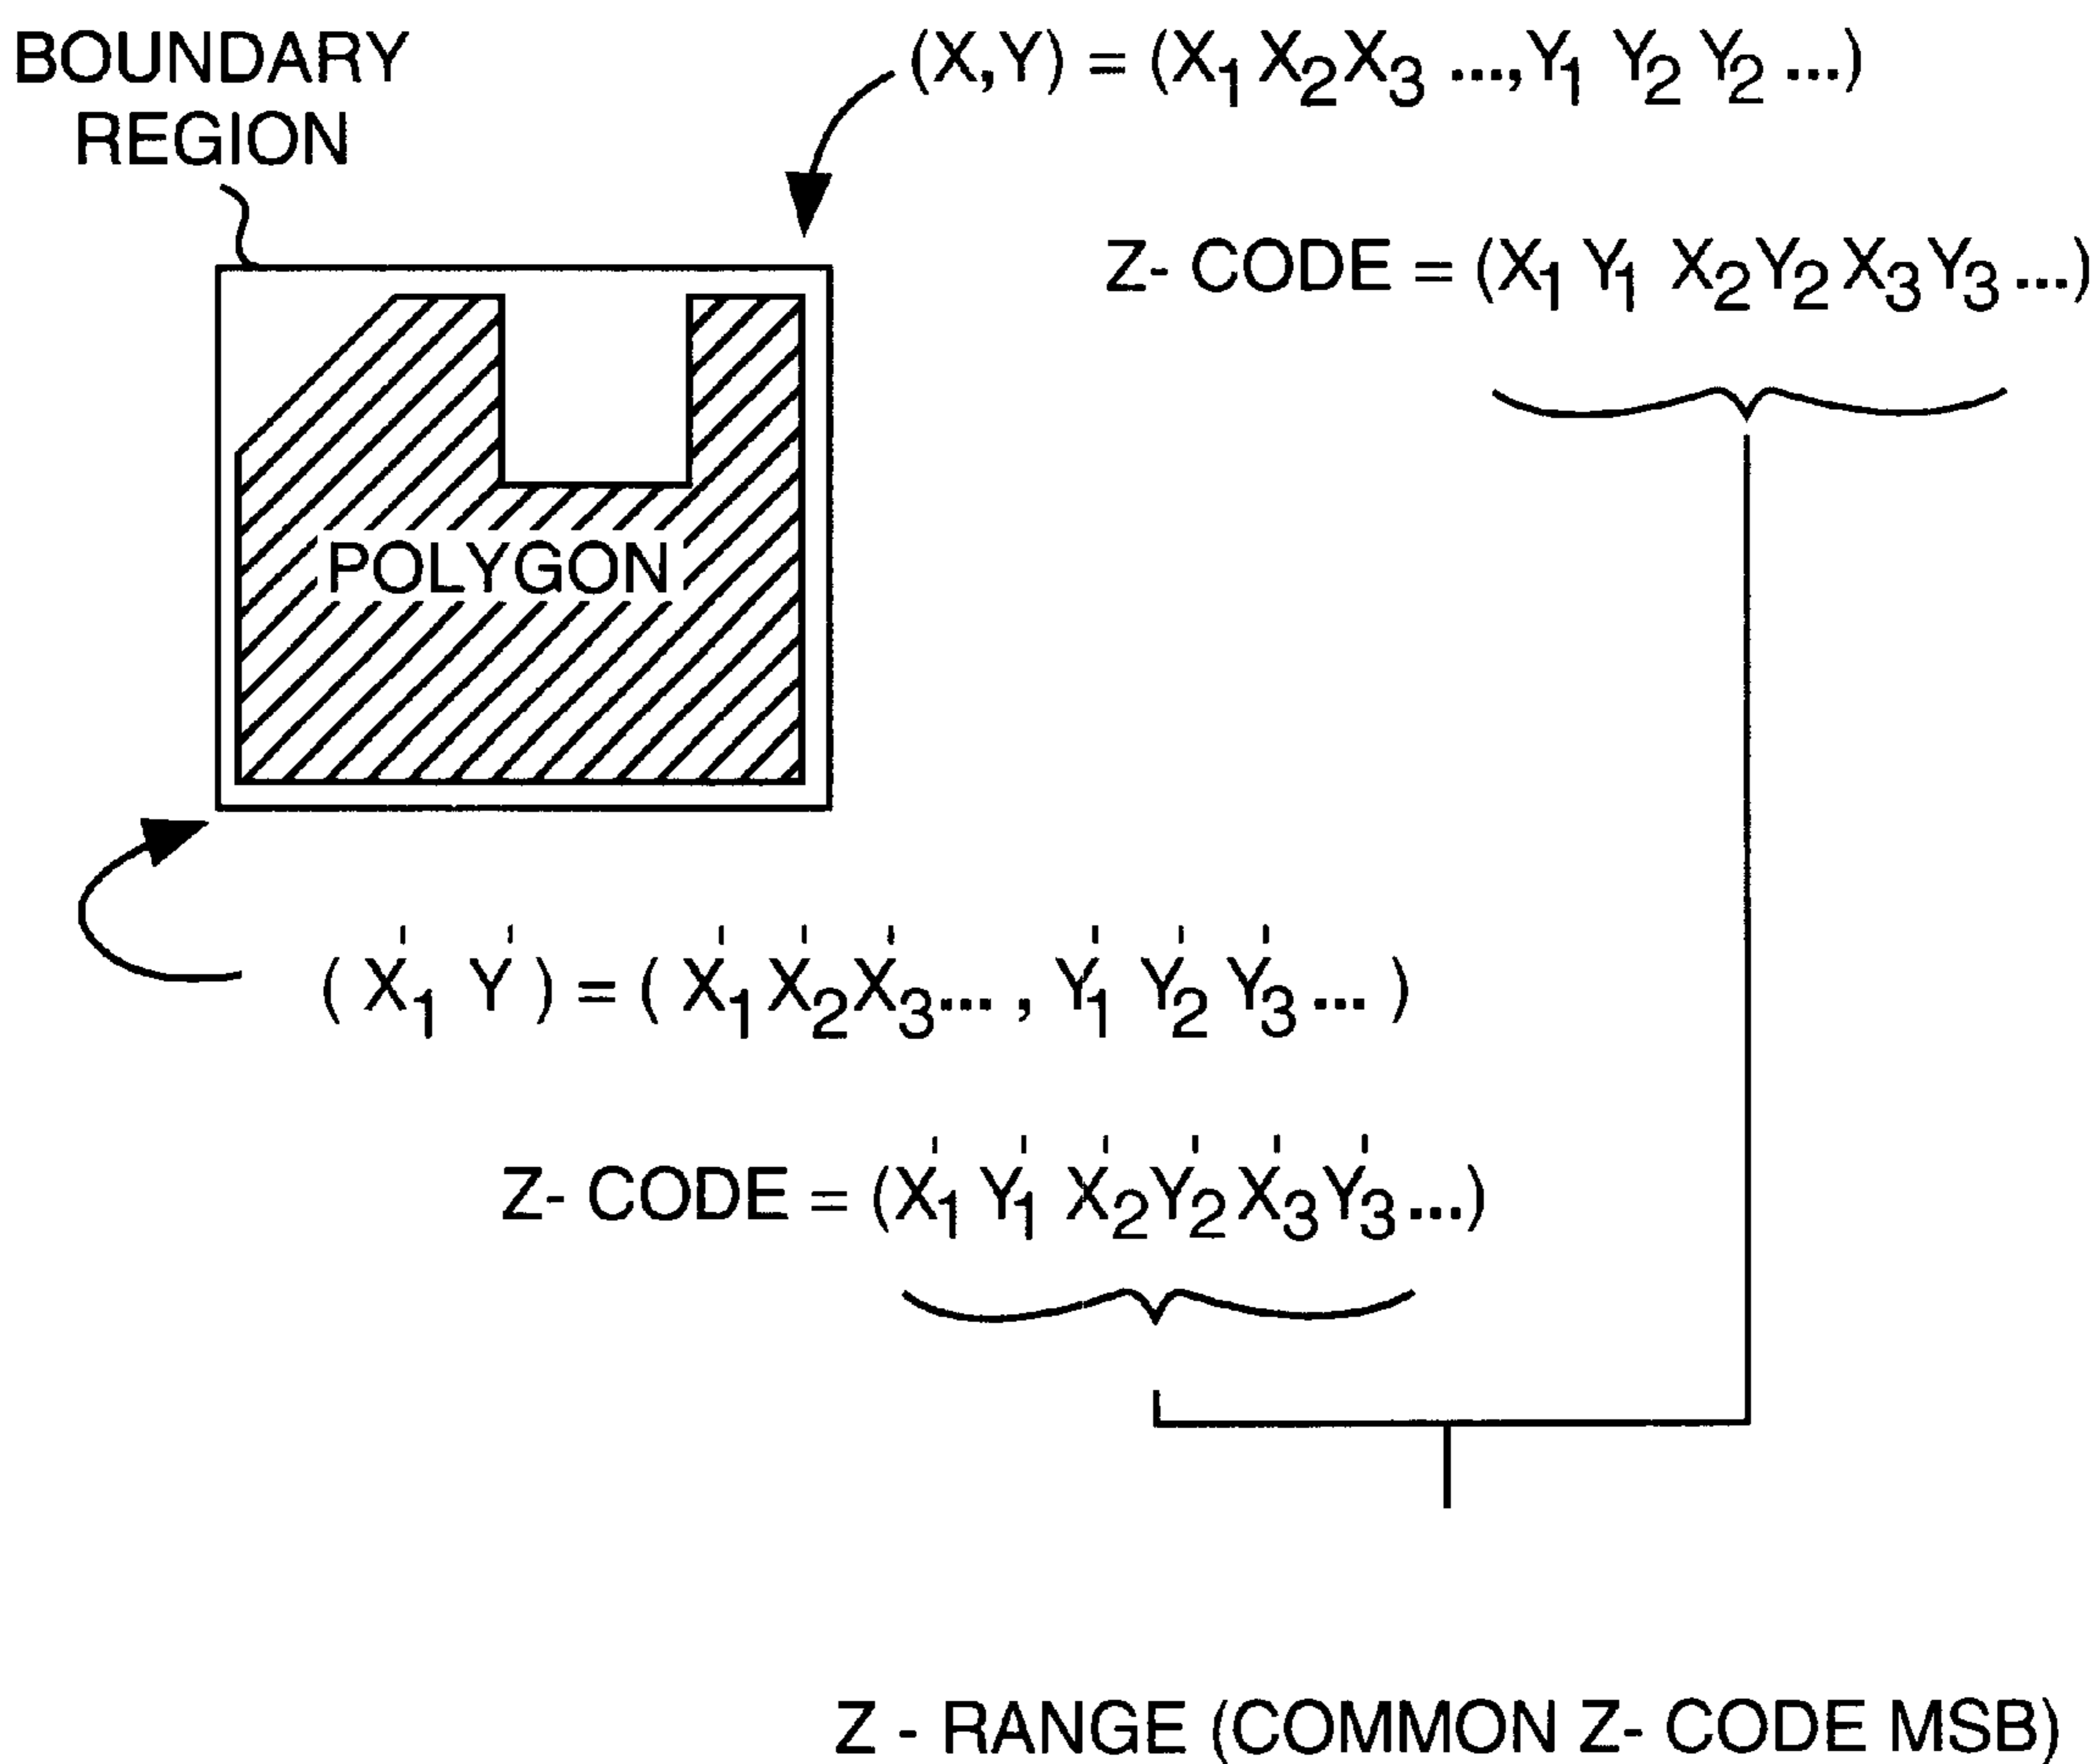 BOUNDARY
REGION
(X,Y) = (X₁ X₂ X₃ ...., Y₁ Y₂ Y₂ ...)
Z- CODE = (X₁ Y₁ X₂ Y₂ X₃ Y₃ ...)
POLYGON
( X'₁ Y' ) = ( X'₁ X'₂ X'₃ ... , Y'₁ Y'₂ Y'₃ ... )
Z- CODE = (X'₁ Y'₁ X'₂ Y'₂ X'₃ Y'₃ ...)
Z - RANGE (COMMON Z- CODE MSB)